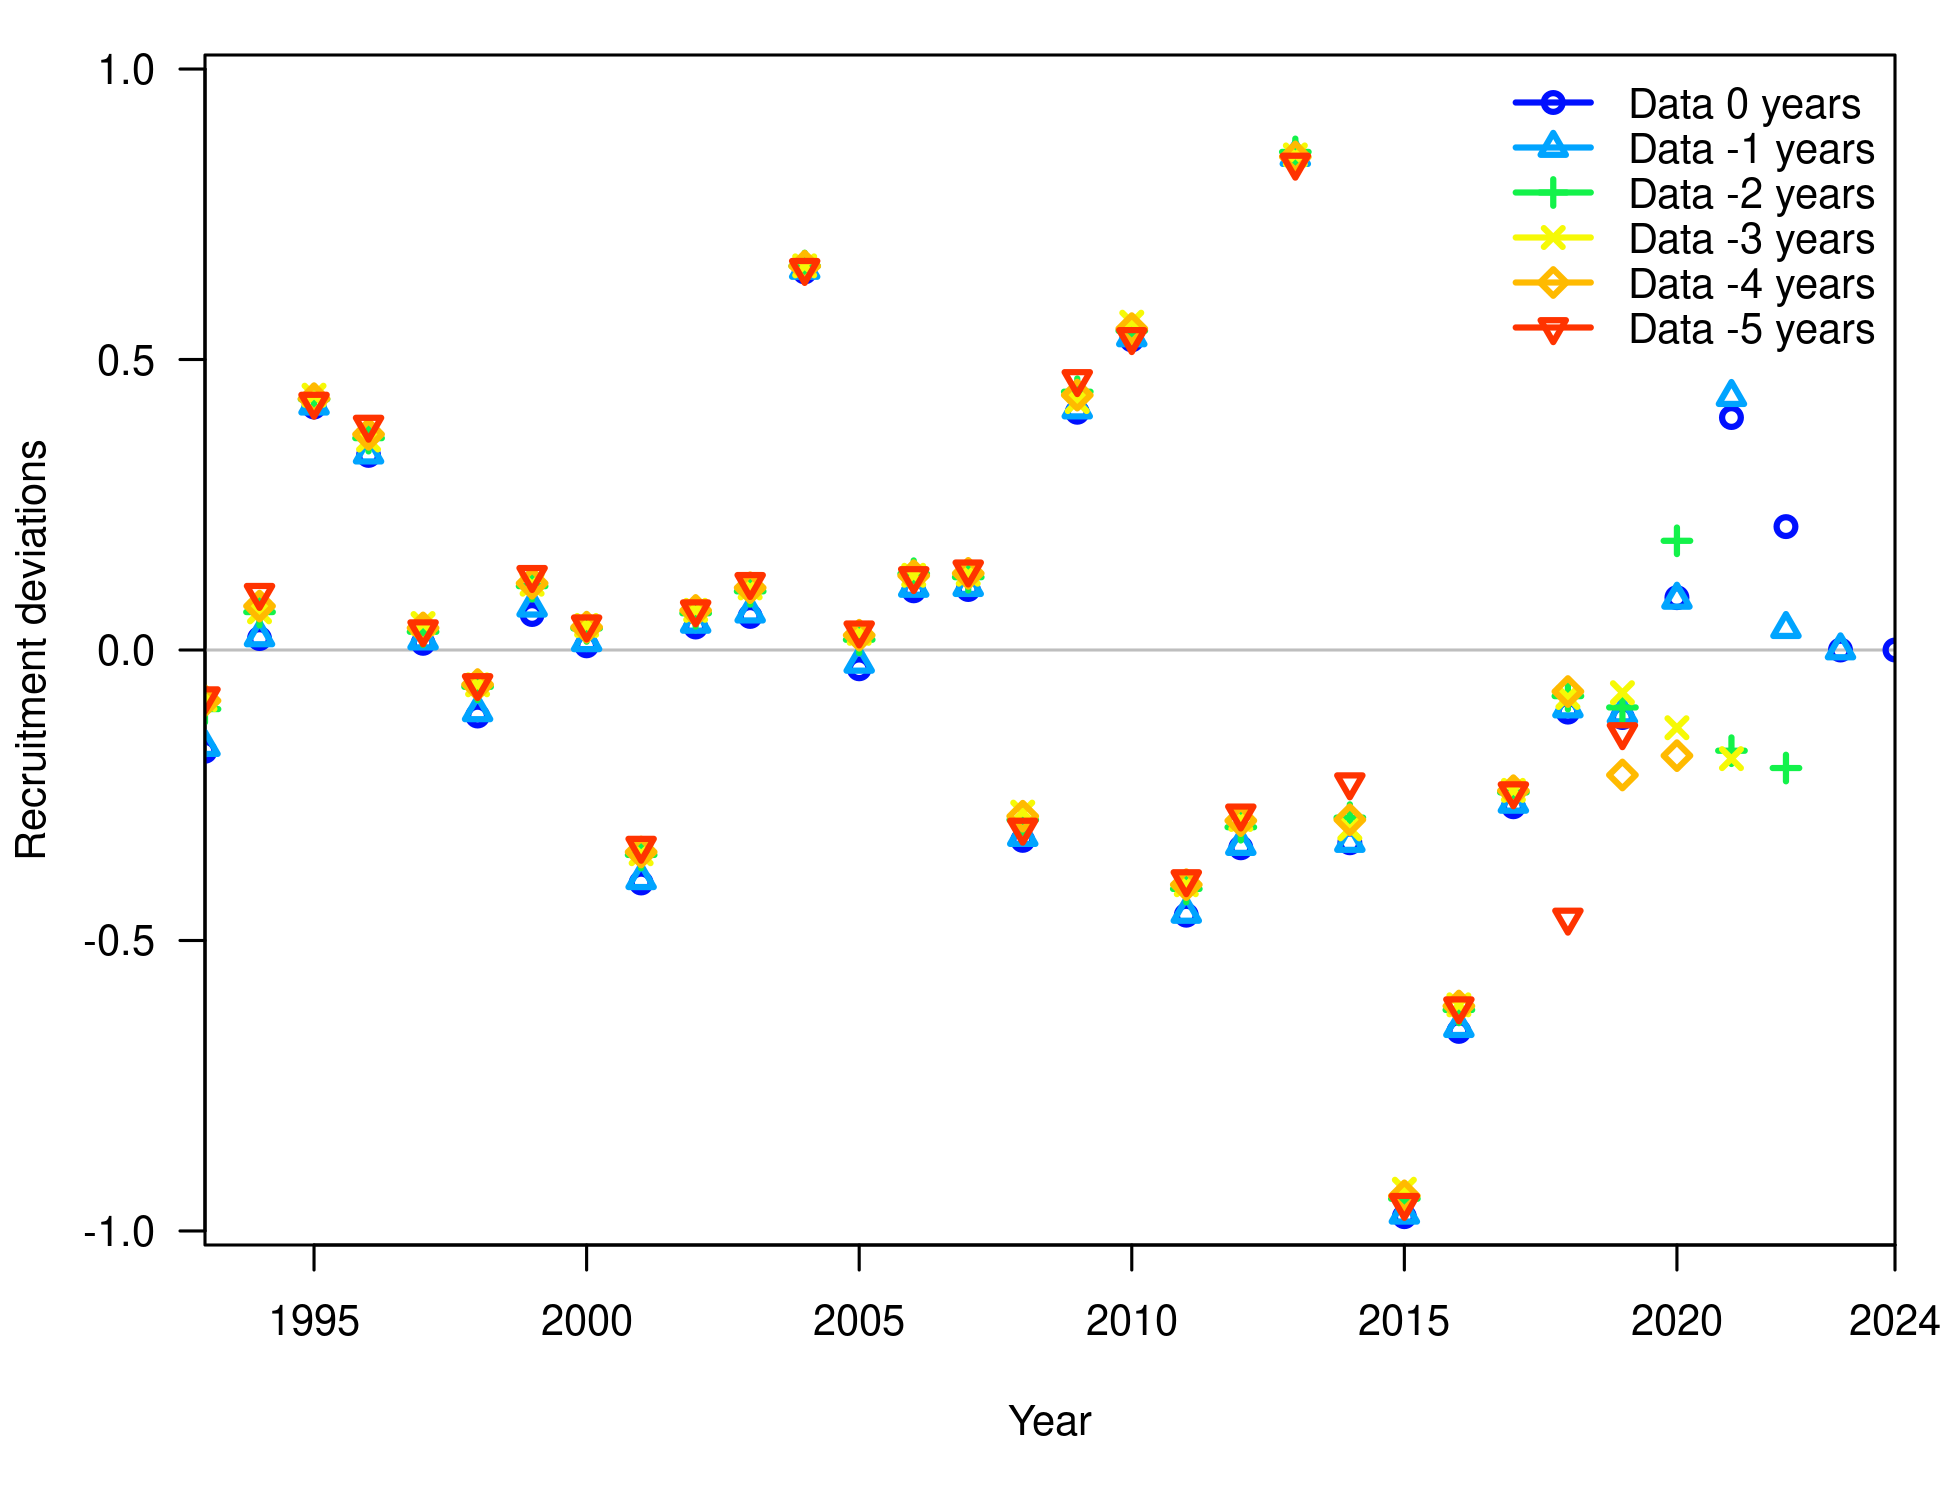 1.0
0.5
0.0
-0.5
-1.0
Recruitment deviations
Data 0 years
Data -1 years
Data -2 years
Data -3 years
Data -4 years
Data -5 years
1995 2000 2005 2010 2015 2020 2024
Year